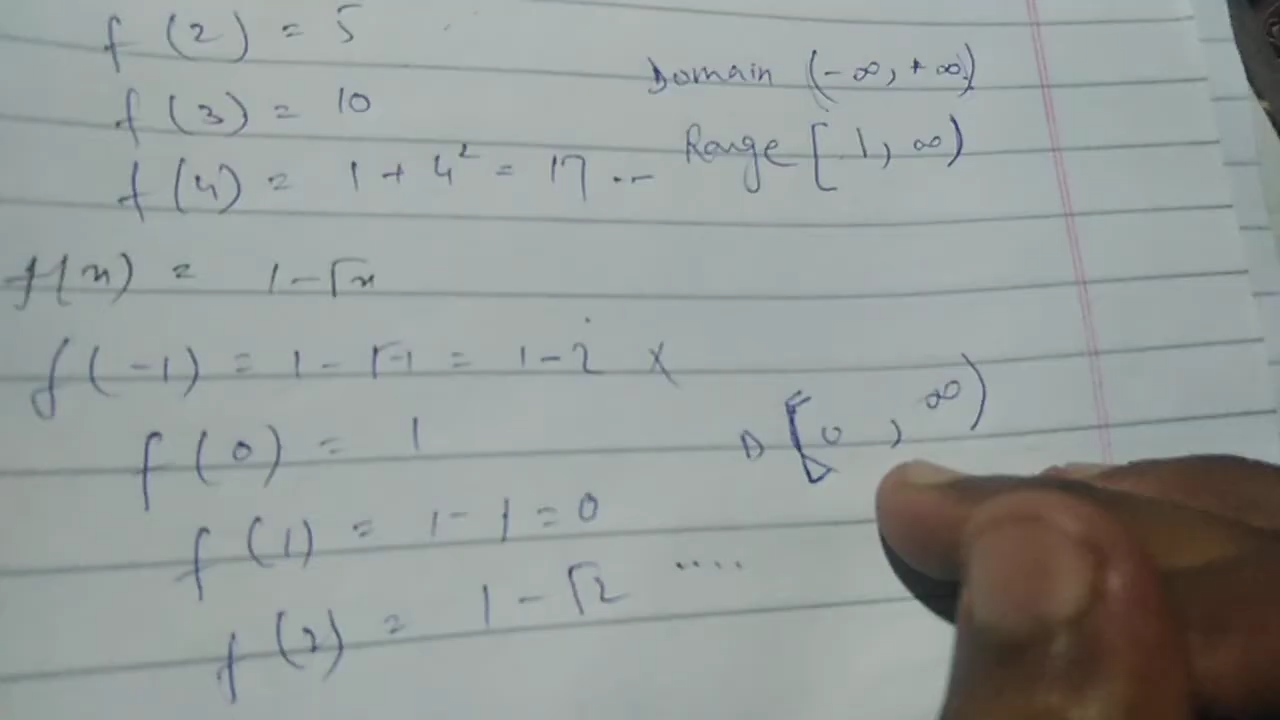 f(2) = 5
f(3) = 10
f(4) = 1 + 4² = 17 ...
Domain (-∞, +∞)
Range [1, ∞)
f(x) = 1 - √x
f(-1) = 1 - √-1 = 1 - i ×
f(0) = 1
f(1) = 1 - 1 = 0
f(2) = 1 - √2 ....
D [0, ∞)